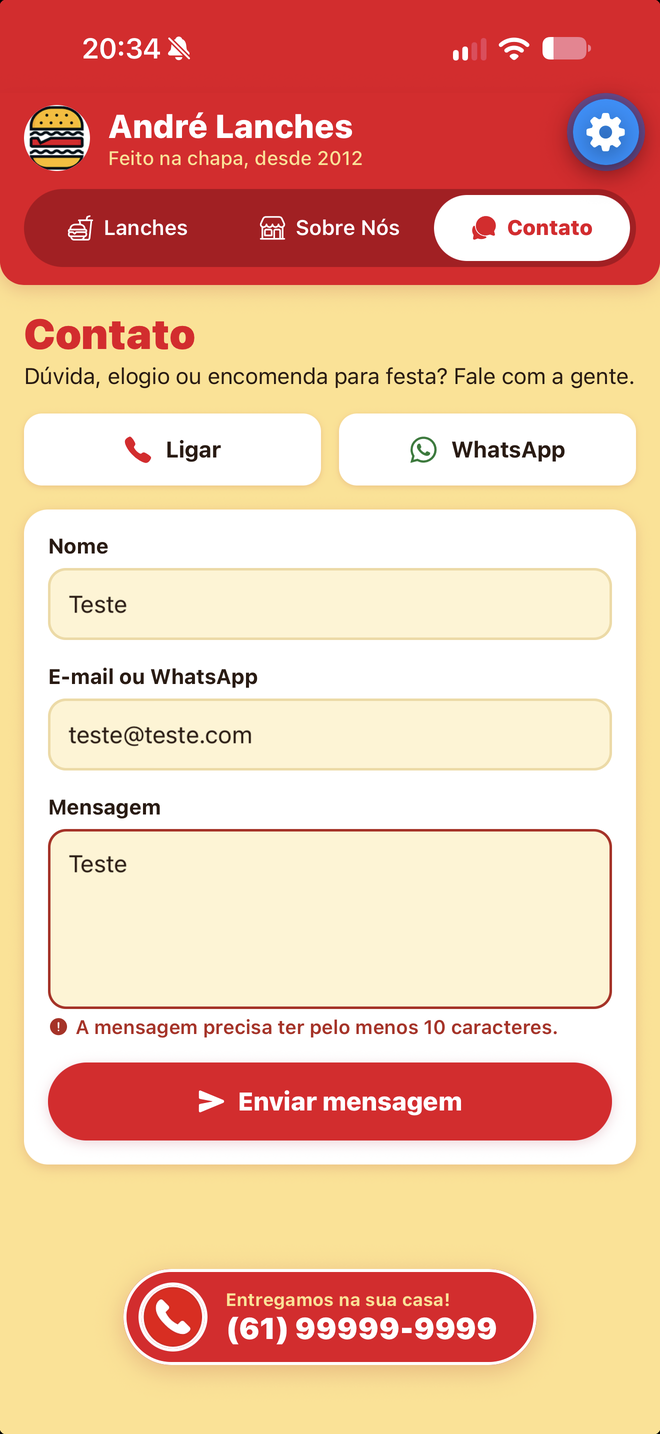 20:34
André Lanches
Feito na chapa, desde 2012
Lanches
Sobre Nós
Contato
Contato
Dúvida, elogio ou encomenda para festa? Fale com a gente.
Ligar
WhatsApp
Nome
Teste
E-mail ou WhatsApp
teste@teste.com
Mensagem
Teste
A mensagem precisa ter pelo menos 10 caracteres.
Enviar mensagem
Entregamos na sua casa!
(61) 99999-9999